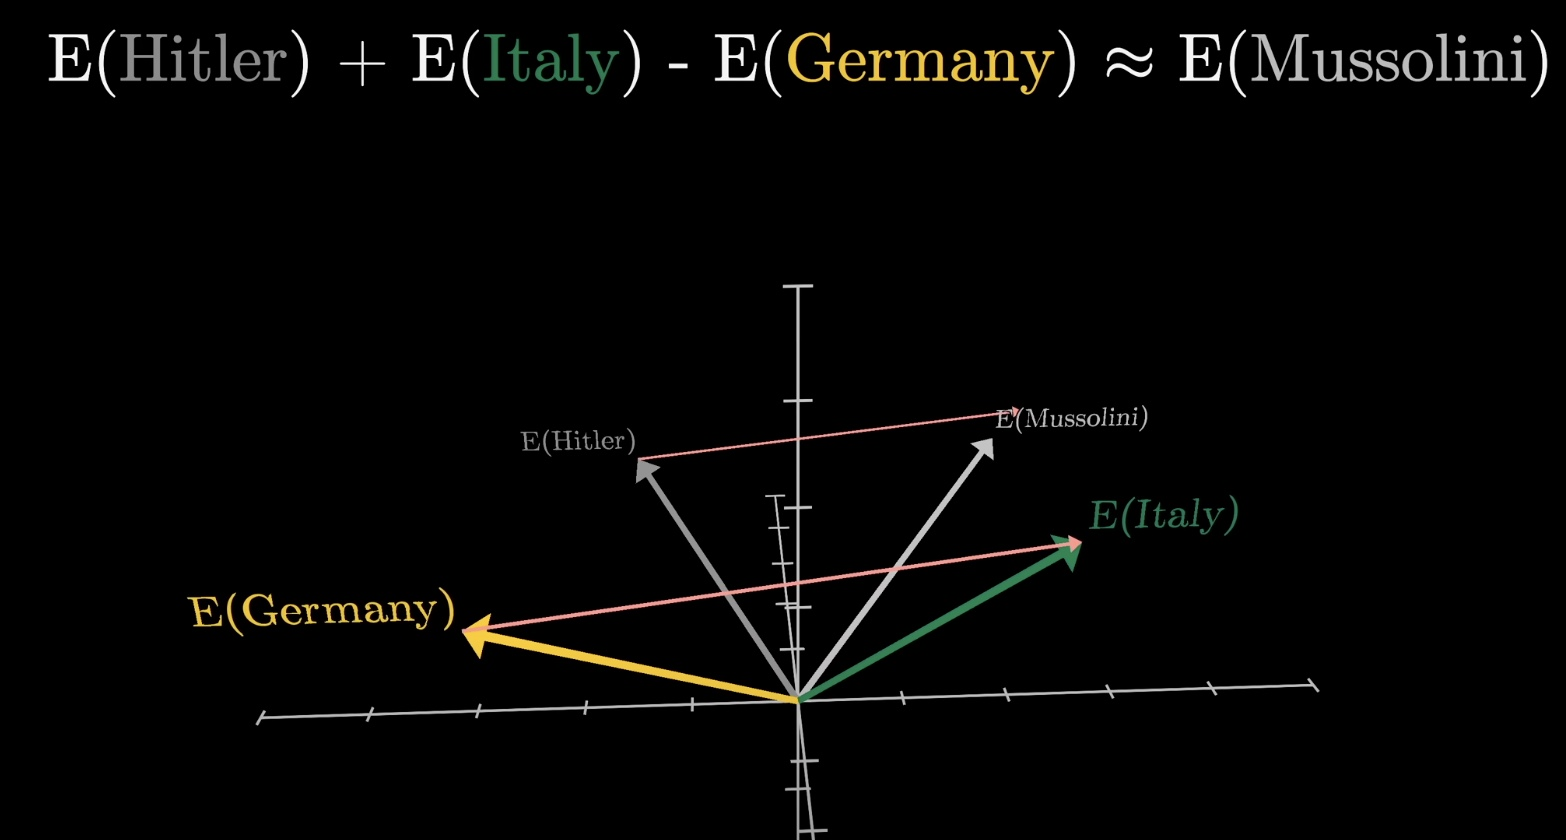 E(Hitler) + E(Italy) - E(Germany) ≈ E(Mussolini)
E(Hitler)
E(Mussolini)
E(Italy)
E(Germany)